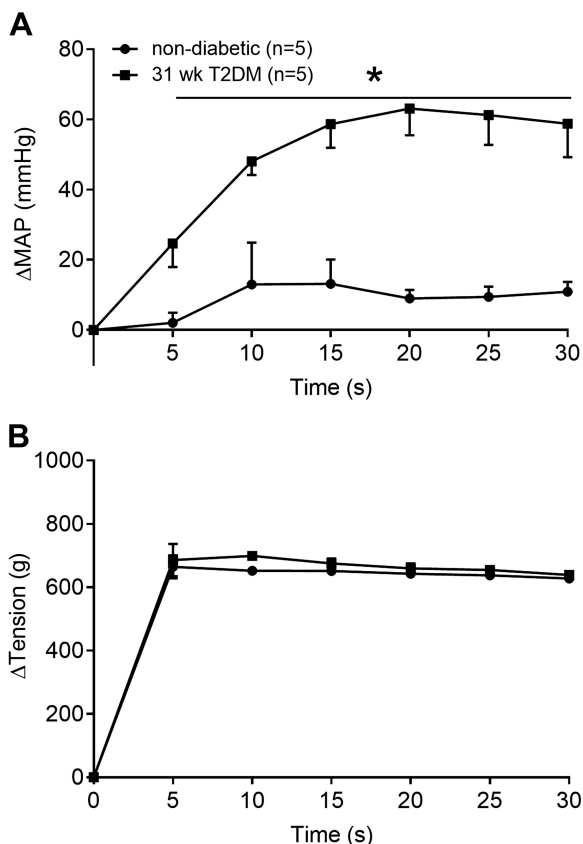 A
80
non-diabetic (n=5)
31 wk T2DM (n=5)
*
60
ΔMAP (mmHg)
40
20
0
5 10 15 20 25 30
Time (s)
B
1000
800
ΔTension (g)
600
400
200
0
0 5 10 15 20 25 30
Time (s)